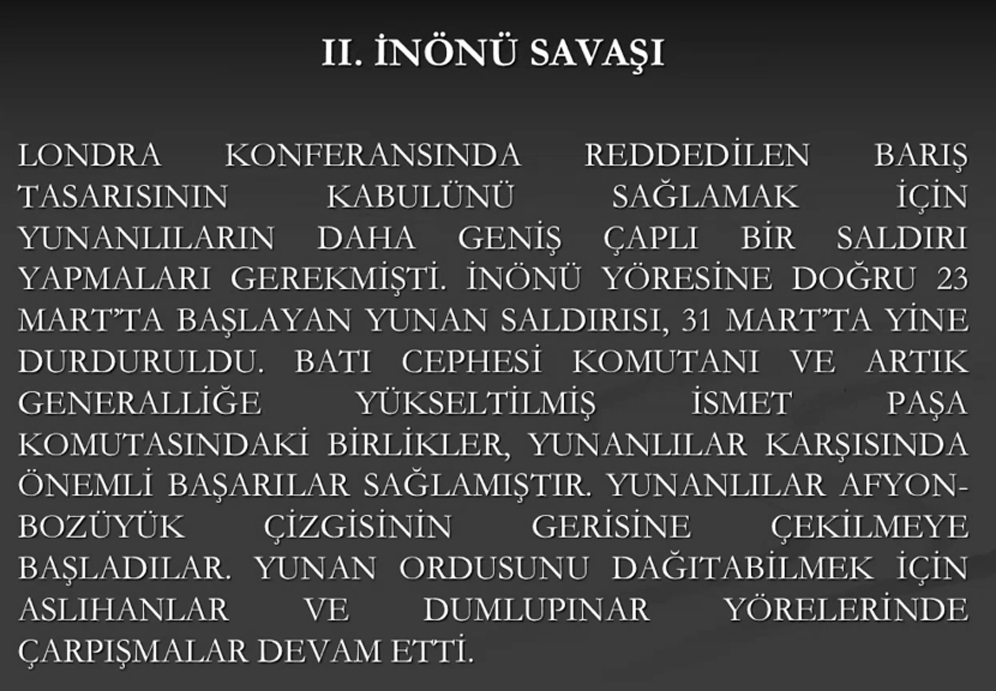 II. İNÖNÜ SAVAŞI
LONDRA KONFERANSINDA REDDEDİLEN BARIŞ
TASARISININ KABULÜNÜ SAĞLAMAK İÇİN
YUNANLILARIN DAHA GENİŞ ÇAPLI BİR SALDIRI
YAPMALARI GEREKMİŞTİ. İNÖNÜ YÖRESİNE DOĞRU 23
MART'TA BAŞLAYAN YUNAN SALDIRISI, 31 MART'TA YİNE
DURDURULDU. BATI CEPHESİ KOMUTANI VE ARTIK
GENERALLİĞE YÜKSELTİLMİŞ İSMET PAŞA
KOMUTASINDAKİ BİRLİKLER, YUNANLILAR KARŞISINDA
ÖNEMLİ BAŞARILAR SAĞLAMIŞTIR. YUNANLILAR AFYON-
BOZÜYÜK ÇİZGİSİNİN GERİSİNE ÇEKİLMEYE
BAŞLADILAR. YUNAN ORDUSUNU DAĞITABİLMEK İÇİN
ASLIHANLAR VE DUMLUPINAR YÖRELERİNDE
ÇARPIŞMALAR DEVAM ETTİ.